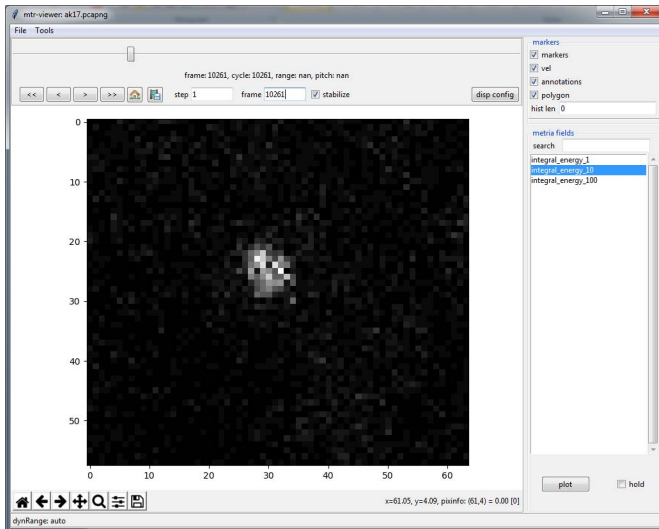 mtr-viewer: ak17.pcapng
File Tools
frame: 10261, cycle: 10261, range: nan, pitch: nan
<< < > >> step 1 frame 10261 stabilize disp config
markers
markers
vel
annotations
polygon
hist len 0
metria fields
search
integral_energy_1
integral_energy_10
integral_energy_100
0
10
20
30
40
50
0 10 20 30 40 50 60
plot hold
x=61.05, y=4.09, pixinfo: (61,4) = 0.00 [0]
dynRange: auto